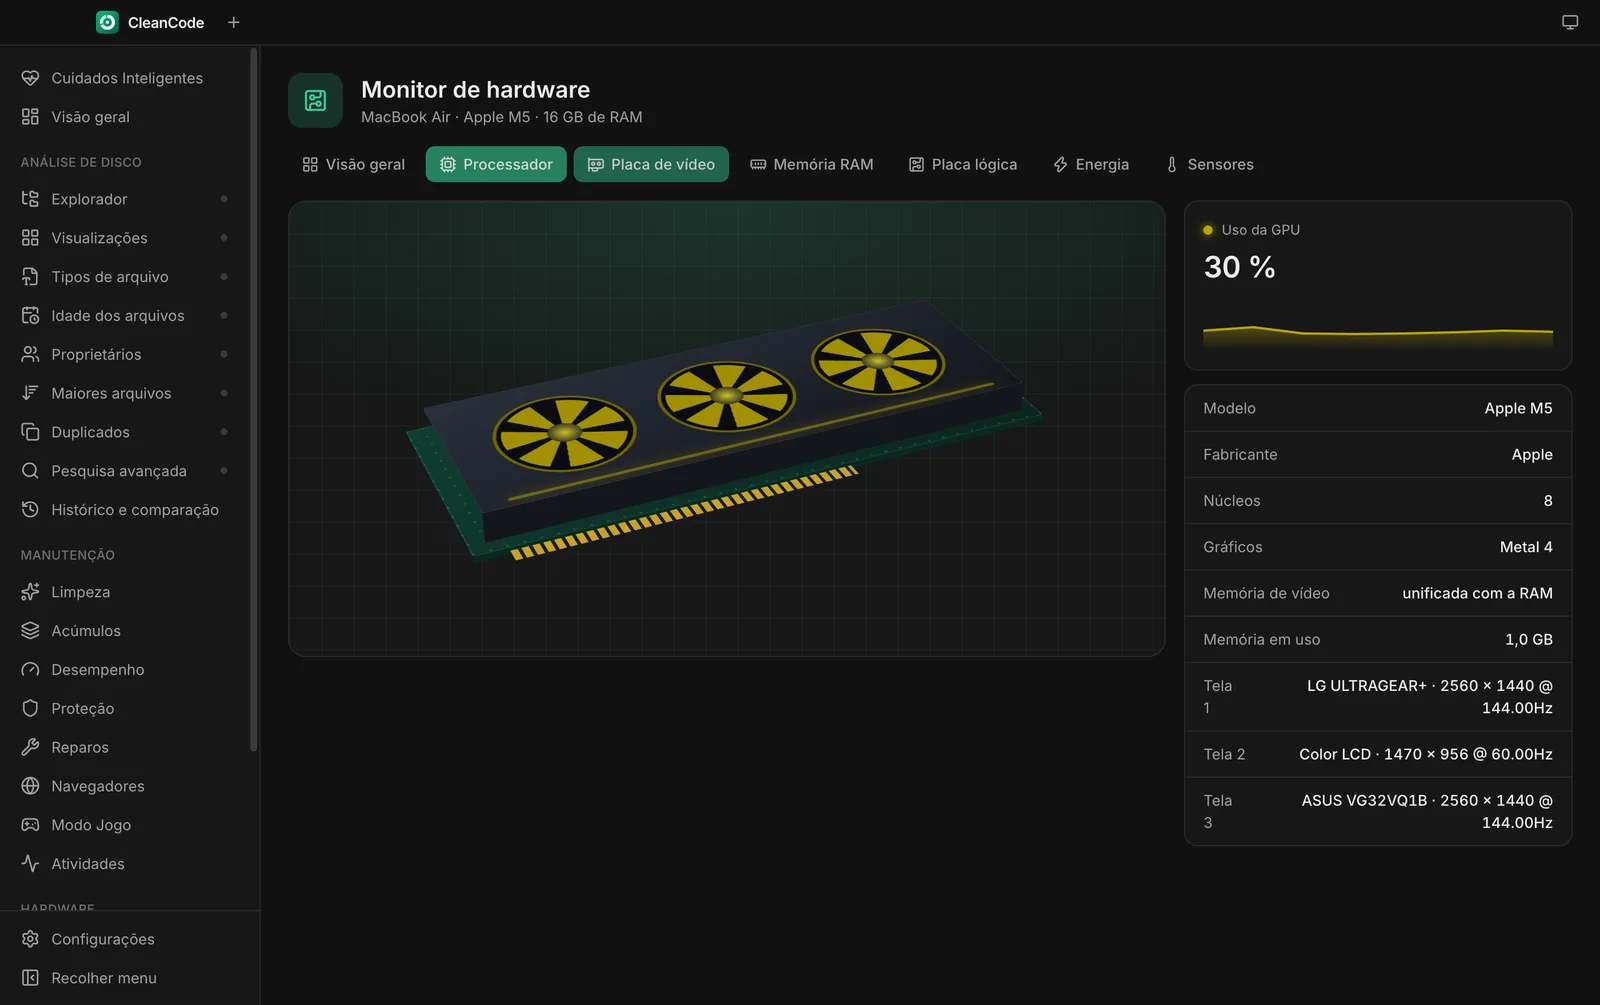 CleanCode
Cuidados Inteligentes
Visão geral
ANÁLISE DE DISCO
Explorador
Visualizações
Tipos de arquivo
Idade dos arquivos
Proprietários
Maiores arquivos
Duplicados
Pesquisa avançada
Histórico e comparação
MANUTENÇÃO
Limpeza
Acúmulos
Desempenho
Proteção
Reparos
Navegadores
Modo Jogo
Atividades
HARDWARE
Configurações
Recolher menu
Monitor de hardware
MacBook Air · Apple M5 · 16 GB de RAM
Visão geral Processador Placa de vídeo Memória RAM Placa lógica Energia Sensores
Uso da GPU
30 %
Modelo Apple M5
Fabricante Apple
Núcleos 8
Gráficos Metal 4
Memória de vídeo unificada com a RAM
Memória em uso 1,0 GB
Tela LG ULTRAGEAR+ · 2560 × 1440 @
1 144.00Hz
Tela 2 Color LCD · 1470 × 956 @ 60.00Hz
Tela ASUS VG32VQ1B · 2560 × 1440 @
3 144.00Hz